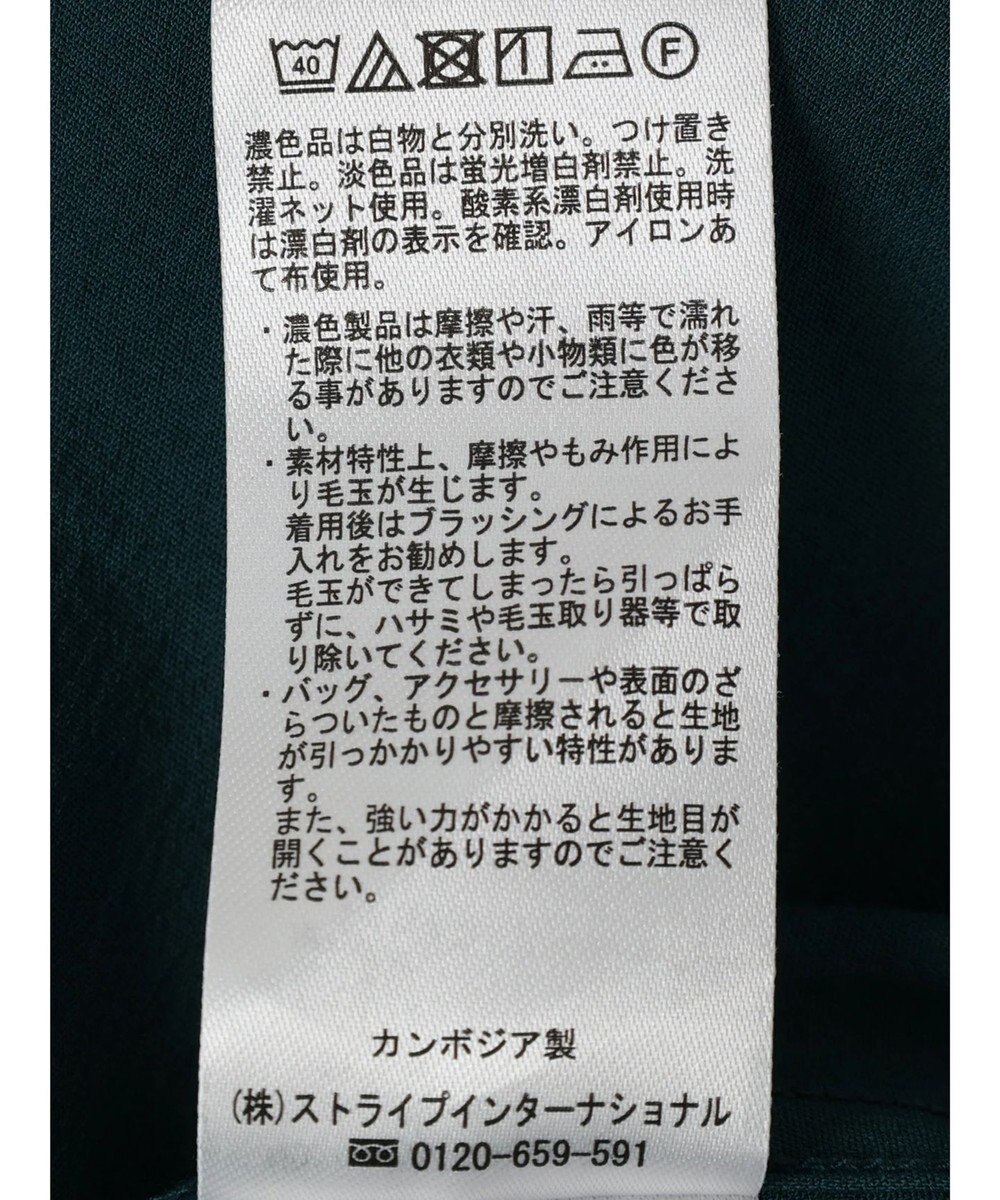 40 F
濃色品は白物と分別洗い。つけ置き
禁止。淡色品は蛍光増白剤禁止。洗
濯ネット使用。酸素系漂白剤使用時
は漂白剤の表示を確認。アイロンあ
て布使用。
・濃色製品は摩擦や汗、雨等で濡れ
た際に他の衣類や小物類に色が移
る事がありますのでご注意くださ
い。
・素材特性上、摩擦やもみ作用によ
り毛玉が生じます。
着用後はブラッシングによるお手
入れをお勧めします。
毛玉ができてしまったら引っぱら
ずに、ハサミや毛玉取り器等で取
り除いてください。
・バッグ、アクセサリーや表面のざ
らついたものと摩擦されると生地
が引っかかりやすい特性がありま
す。
また、強い力がかかると生地目が
開くことがありますのでご注意く
ださい。
カンボジア製
(株)ストライプインターナショナル
0120-659-591